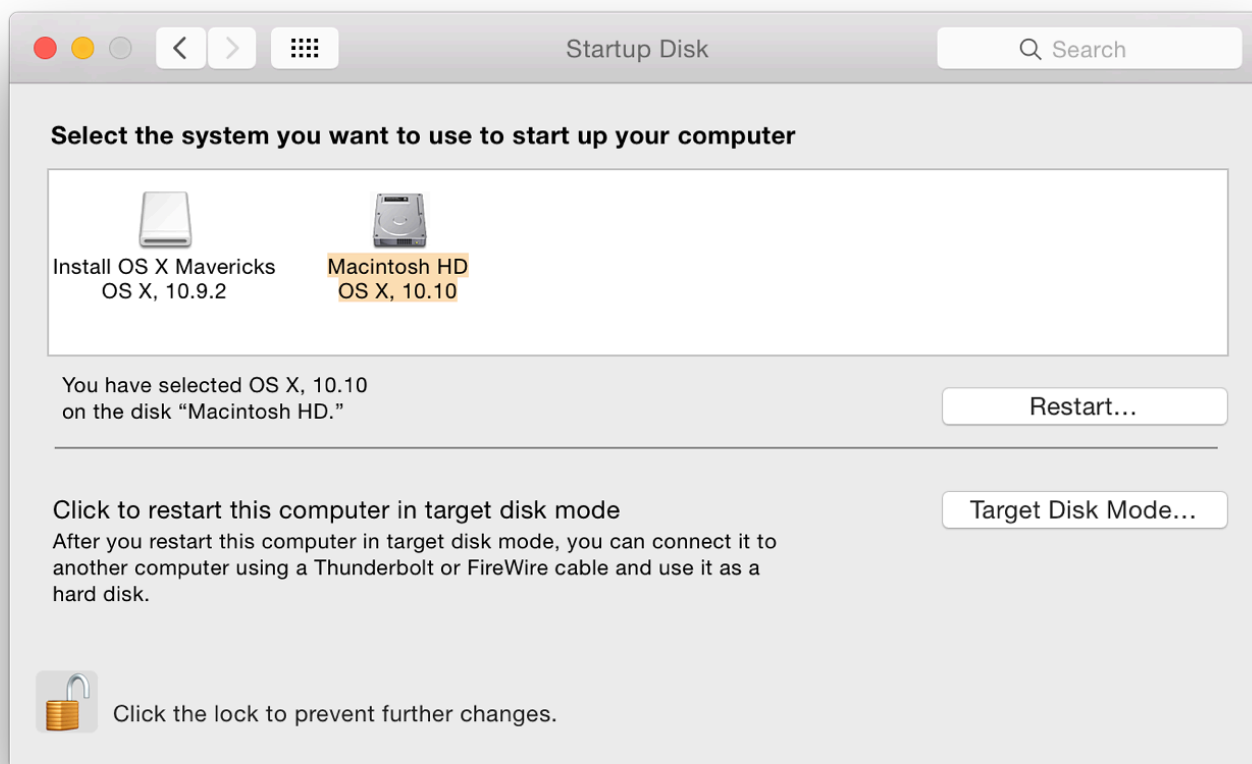 Startup Disk
Search
Select the system you want to use to start up your computer
Install OS X Mavericks
OS X, 10.9.2
Macintosh HD
OS X, 10.10
You have selected OS X, 10.10
on the disk “Macintosh HD.”
Restart...
Click to restart this computer in target disk mode
Target Disk Mode...
After you restart this computer in target disk mode, you can connect it to
another computer using a Thunderbolt or FireWire cable and use it as a
hard disk.
Click the lock to prevent further changes.